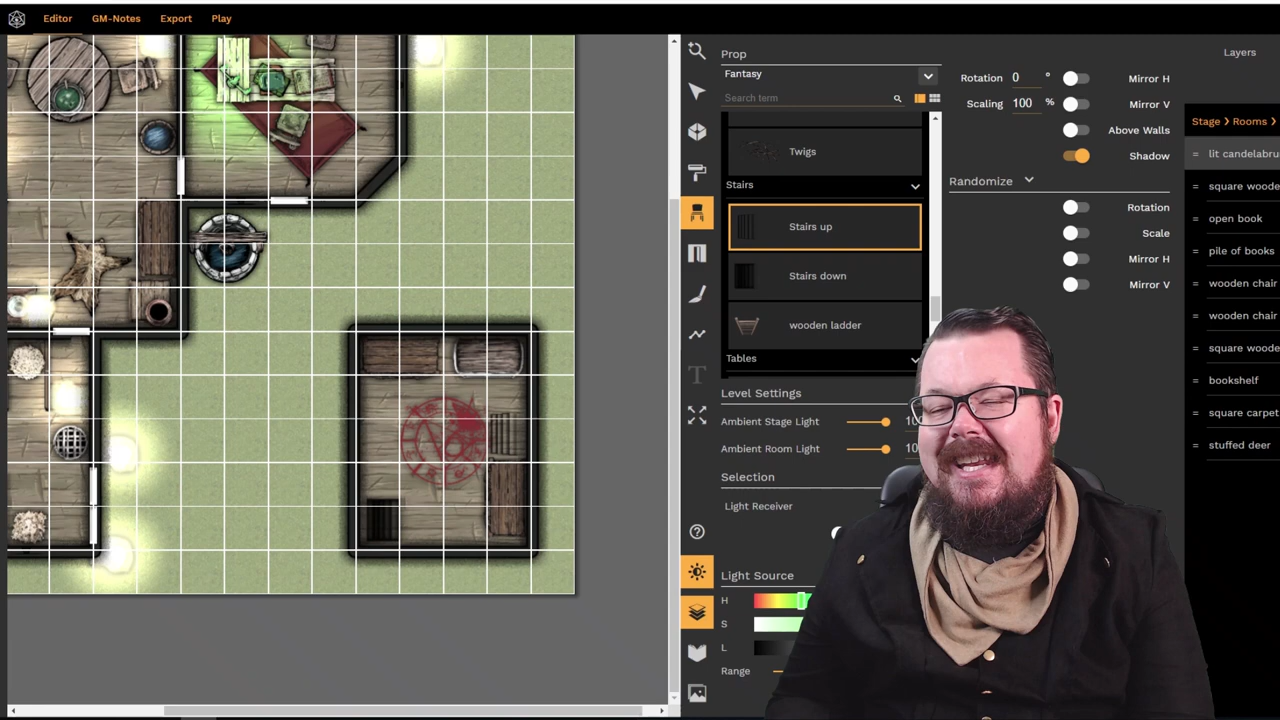 Editor GM-Notes Export Play
Prop
Fantasy
Search term
Twigs
Stairs
Stairs up
Stairs down
wooden ladder
Tables
Level Settings
Ambient Stage Light 10
Ambient Room Light 10
Selection
Light Receiver
Light Source
H
S
L
Range
Rotation 0 °
Scaling 100 %
Mirror H
Mirror V
Above Walls
Shadow
Randomize
Rotation
Scale
Mirror H
Mirror V
Layers
Stage Rooms
lit candelabru
square woode
open book
pile of books
wooden chair
wooden chair
square woode
bookshelf
square carpet
stuffed deer